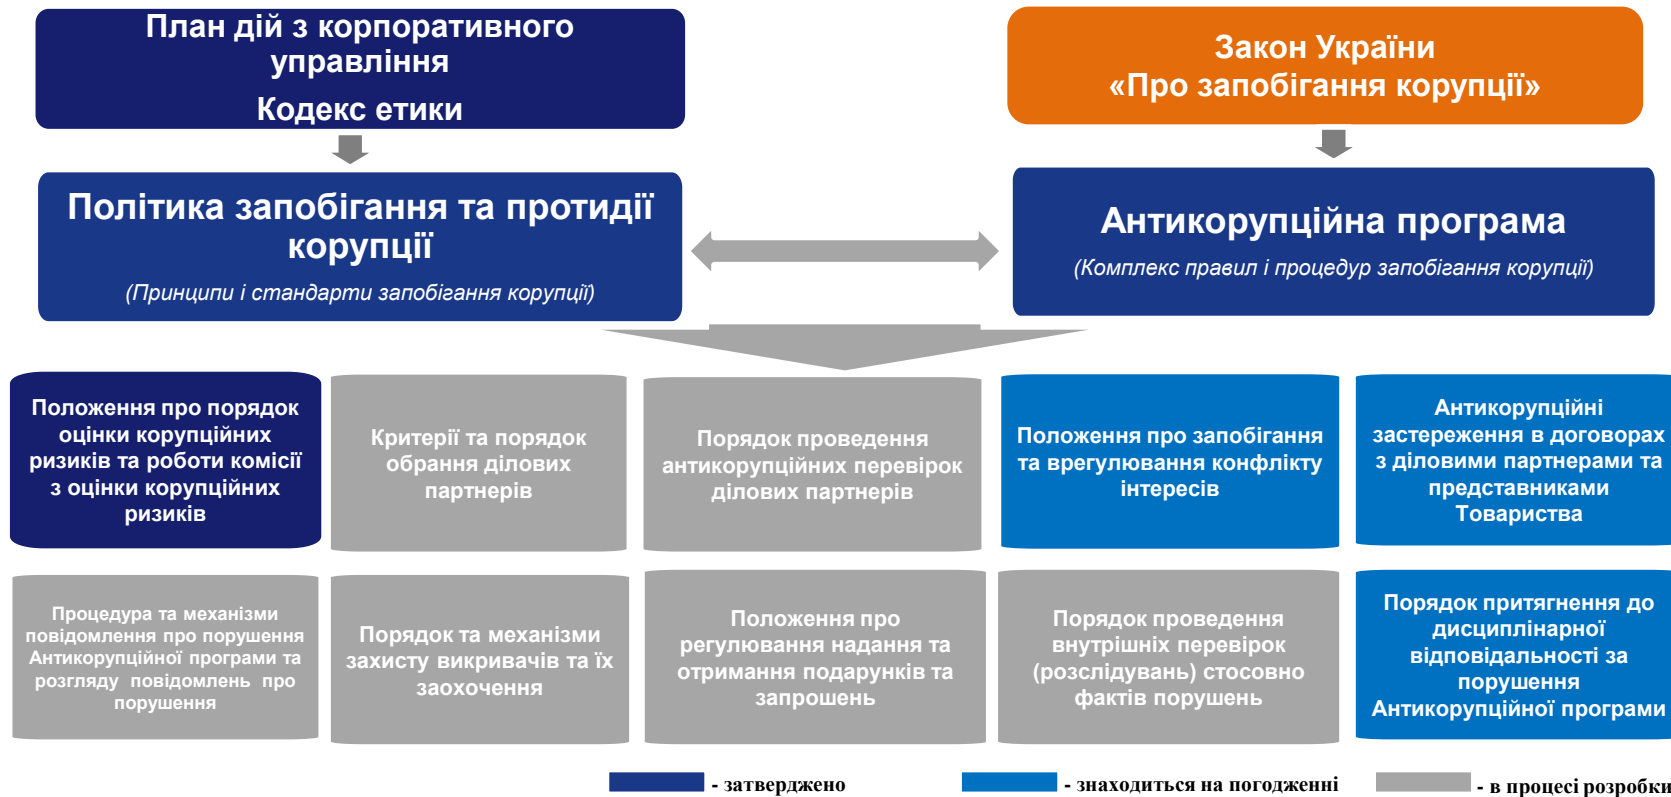 План дій з корпоративного
управління
Кодекс етики
Закон України
«Про запобігання корупції»
Політика запобігання та протидії
корупції
(Принципи і стандарти запобігання корупції)
Антикорупційна програма
(Комплекс правил і процедур запобігання корупції)
Положення про порядок
оцінки корупційних
ризиків та роботи комісії
з оцінки корупційних
ризиків
Критерії та порядок
обрання ділових
партнерів
Порядок проведення
антикорупційних перевірок
ділових партнерів
Положення про запобігання
та врегулювання конфлікту
інтересів
Антикорупційні
застереження в договорах
з діловими партнерами та
представниками
Товариства
Процедура та механізми
повідомлення про порушення
Антикорупційної програми та
розгляду повідомлень про
порушення
Порядок та механізми
захисту викривачів та їх
заохочення
Положення про
регулювання надання та
отримання подарунків та
запрошень
Порядок проведення
внутрішніх перевірок
(розслідувань) стосовно
фактів порушень
Порядок притягнення до
дисциплінарної
відповідальності за
порушення
Антикорупційної програми
- затверджено
- знаходиться на погодженні
- в процесі розробки